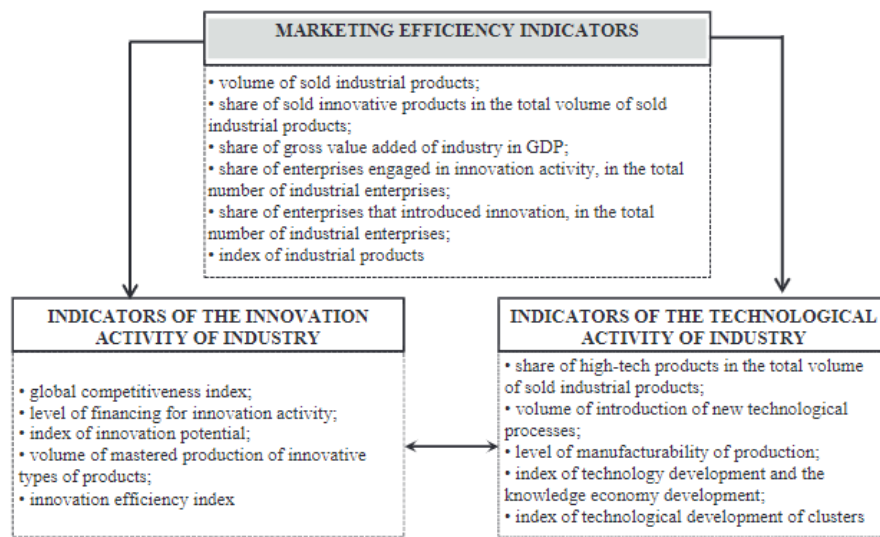 MARKETING EFFICIENCY INDICATORS
• volume of sold industrial products;
• share of sold innovative products in the total volume of sold
industrial products;
• share of gross value added of industry in GDP;
• share of enterprises engaged in innovation activity, in the total
number of industrial enterprises;
• share of enterprises that introduced innovation, in the total
number of industrial enterprises;
• index of industrial products
INDICATORS OF THE INNOVATION
ACTIVITY OF INDUSTRY
• global competitiveness index;
• level of financing for innovation activity;
• index of innovation potential;
• volume of mastered production of innovative
types of products;
• innovation efficiency index
INDICATORS OF THE TECHNOLOGICAL
ACTIVITY OF INDUSTRY
• share of high-tech products in the total volume
of sold industrial products;
• volume of introduction of new technological
processes;
• level of manufacturability of production;
• index of technology development and the
knowledge economy development;
• index of technological development of clusters